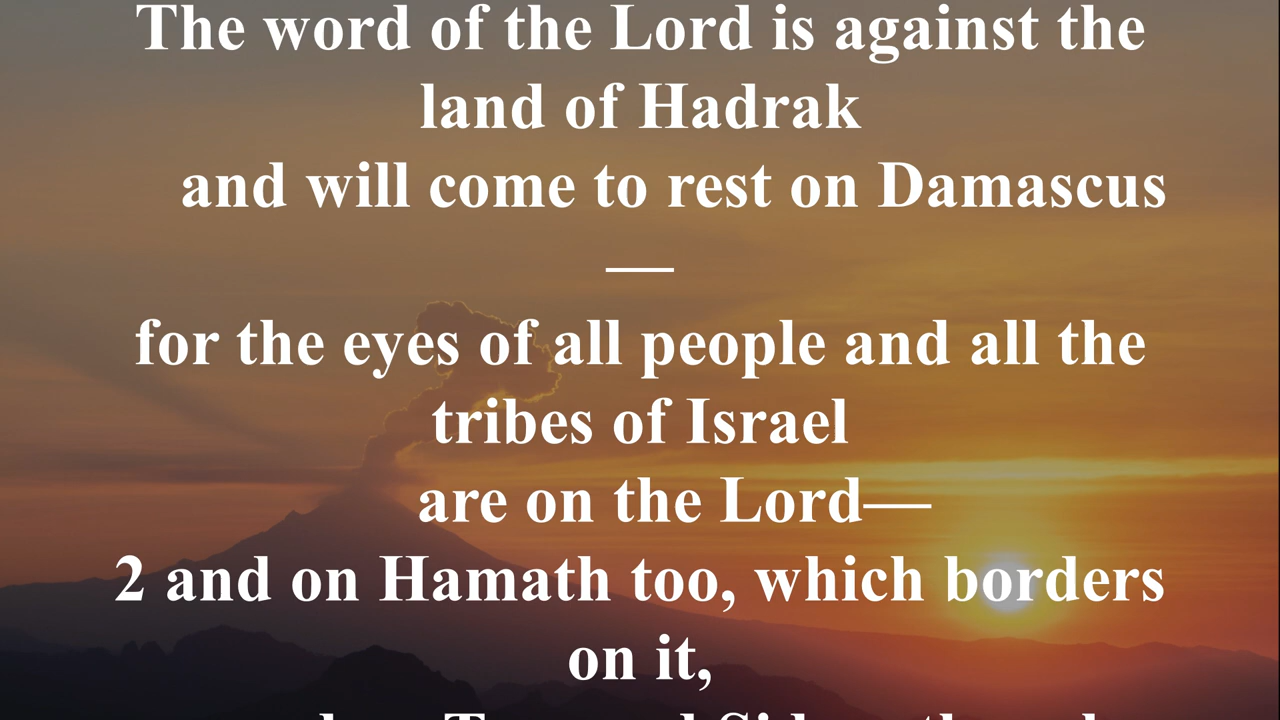 The word of the Lord is against the
land of Hadrak
and will come to rest on Damascus
—
for the eyes of all people and all the
tribes of Israel
are on the Lord—
2 and on Hamath too, which borders
on it,